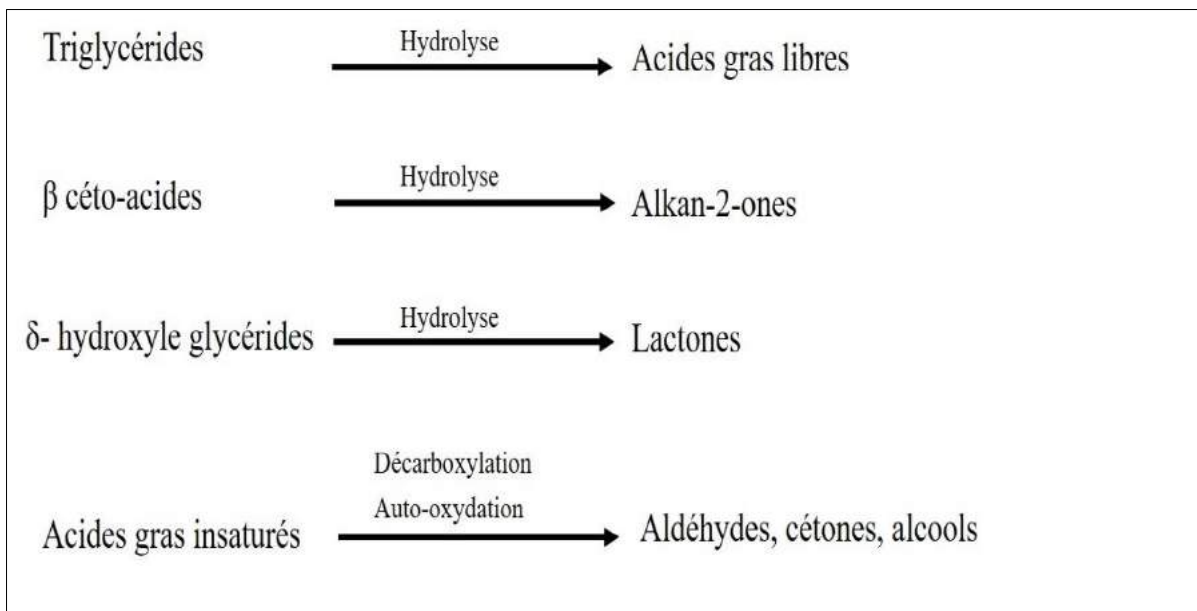 Triglycérides
Hydrolyse
Acides gras libres
β céto-acides
Hydrolyse
Alkan-2-ones
δ- hydroxyle glycérides
Hydrolyse
Lactones
Acides gras insaturés
Décarboxylation
Auto-oxydation
Aldéhydes, cétones, alcools